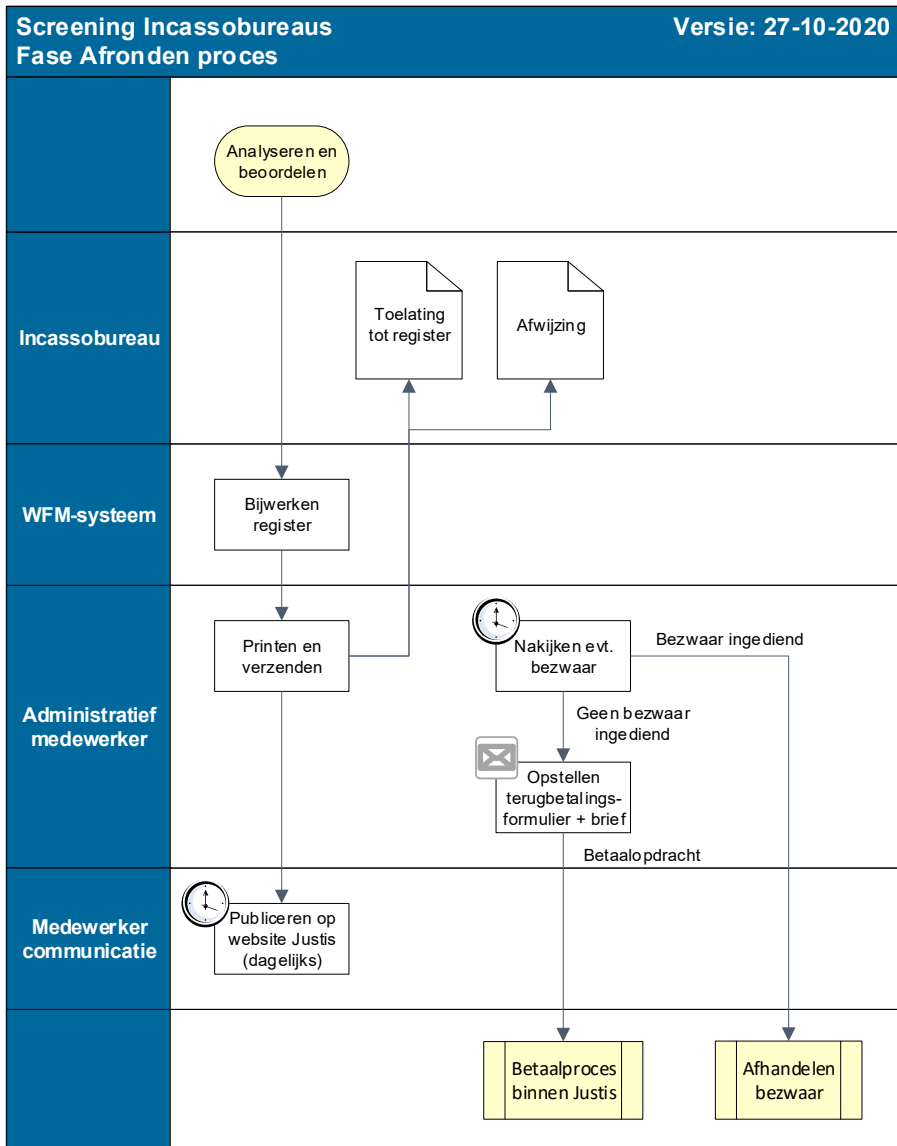 Screening Incassobureaus
Fase Afronden proces
Versie: 27-10-2020
Analyseren en
beoordelen
Incassobureau
Toelating
tot register
Afwijzing
WFM-systeem
Bijwerken
register
Administratief
medewerker
Printen en
verzenden
Nakijken evt.
bezwaar
Bezwaar ingediend
Geen bezwaar
ingediend
Opstellen
terugbetalings-
formulier + brief
Betaalopdracht
Medewerker
communicatie
Publiceren op
website Justis
(dagelijks)
Betaalproces
binnen Justis
Afhandelen
bezwaar